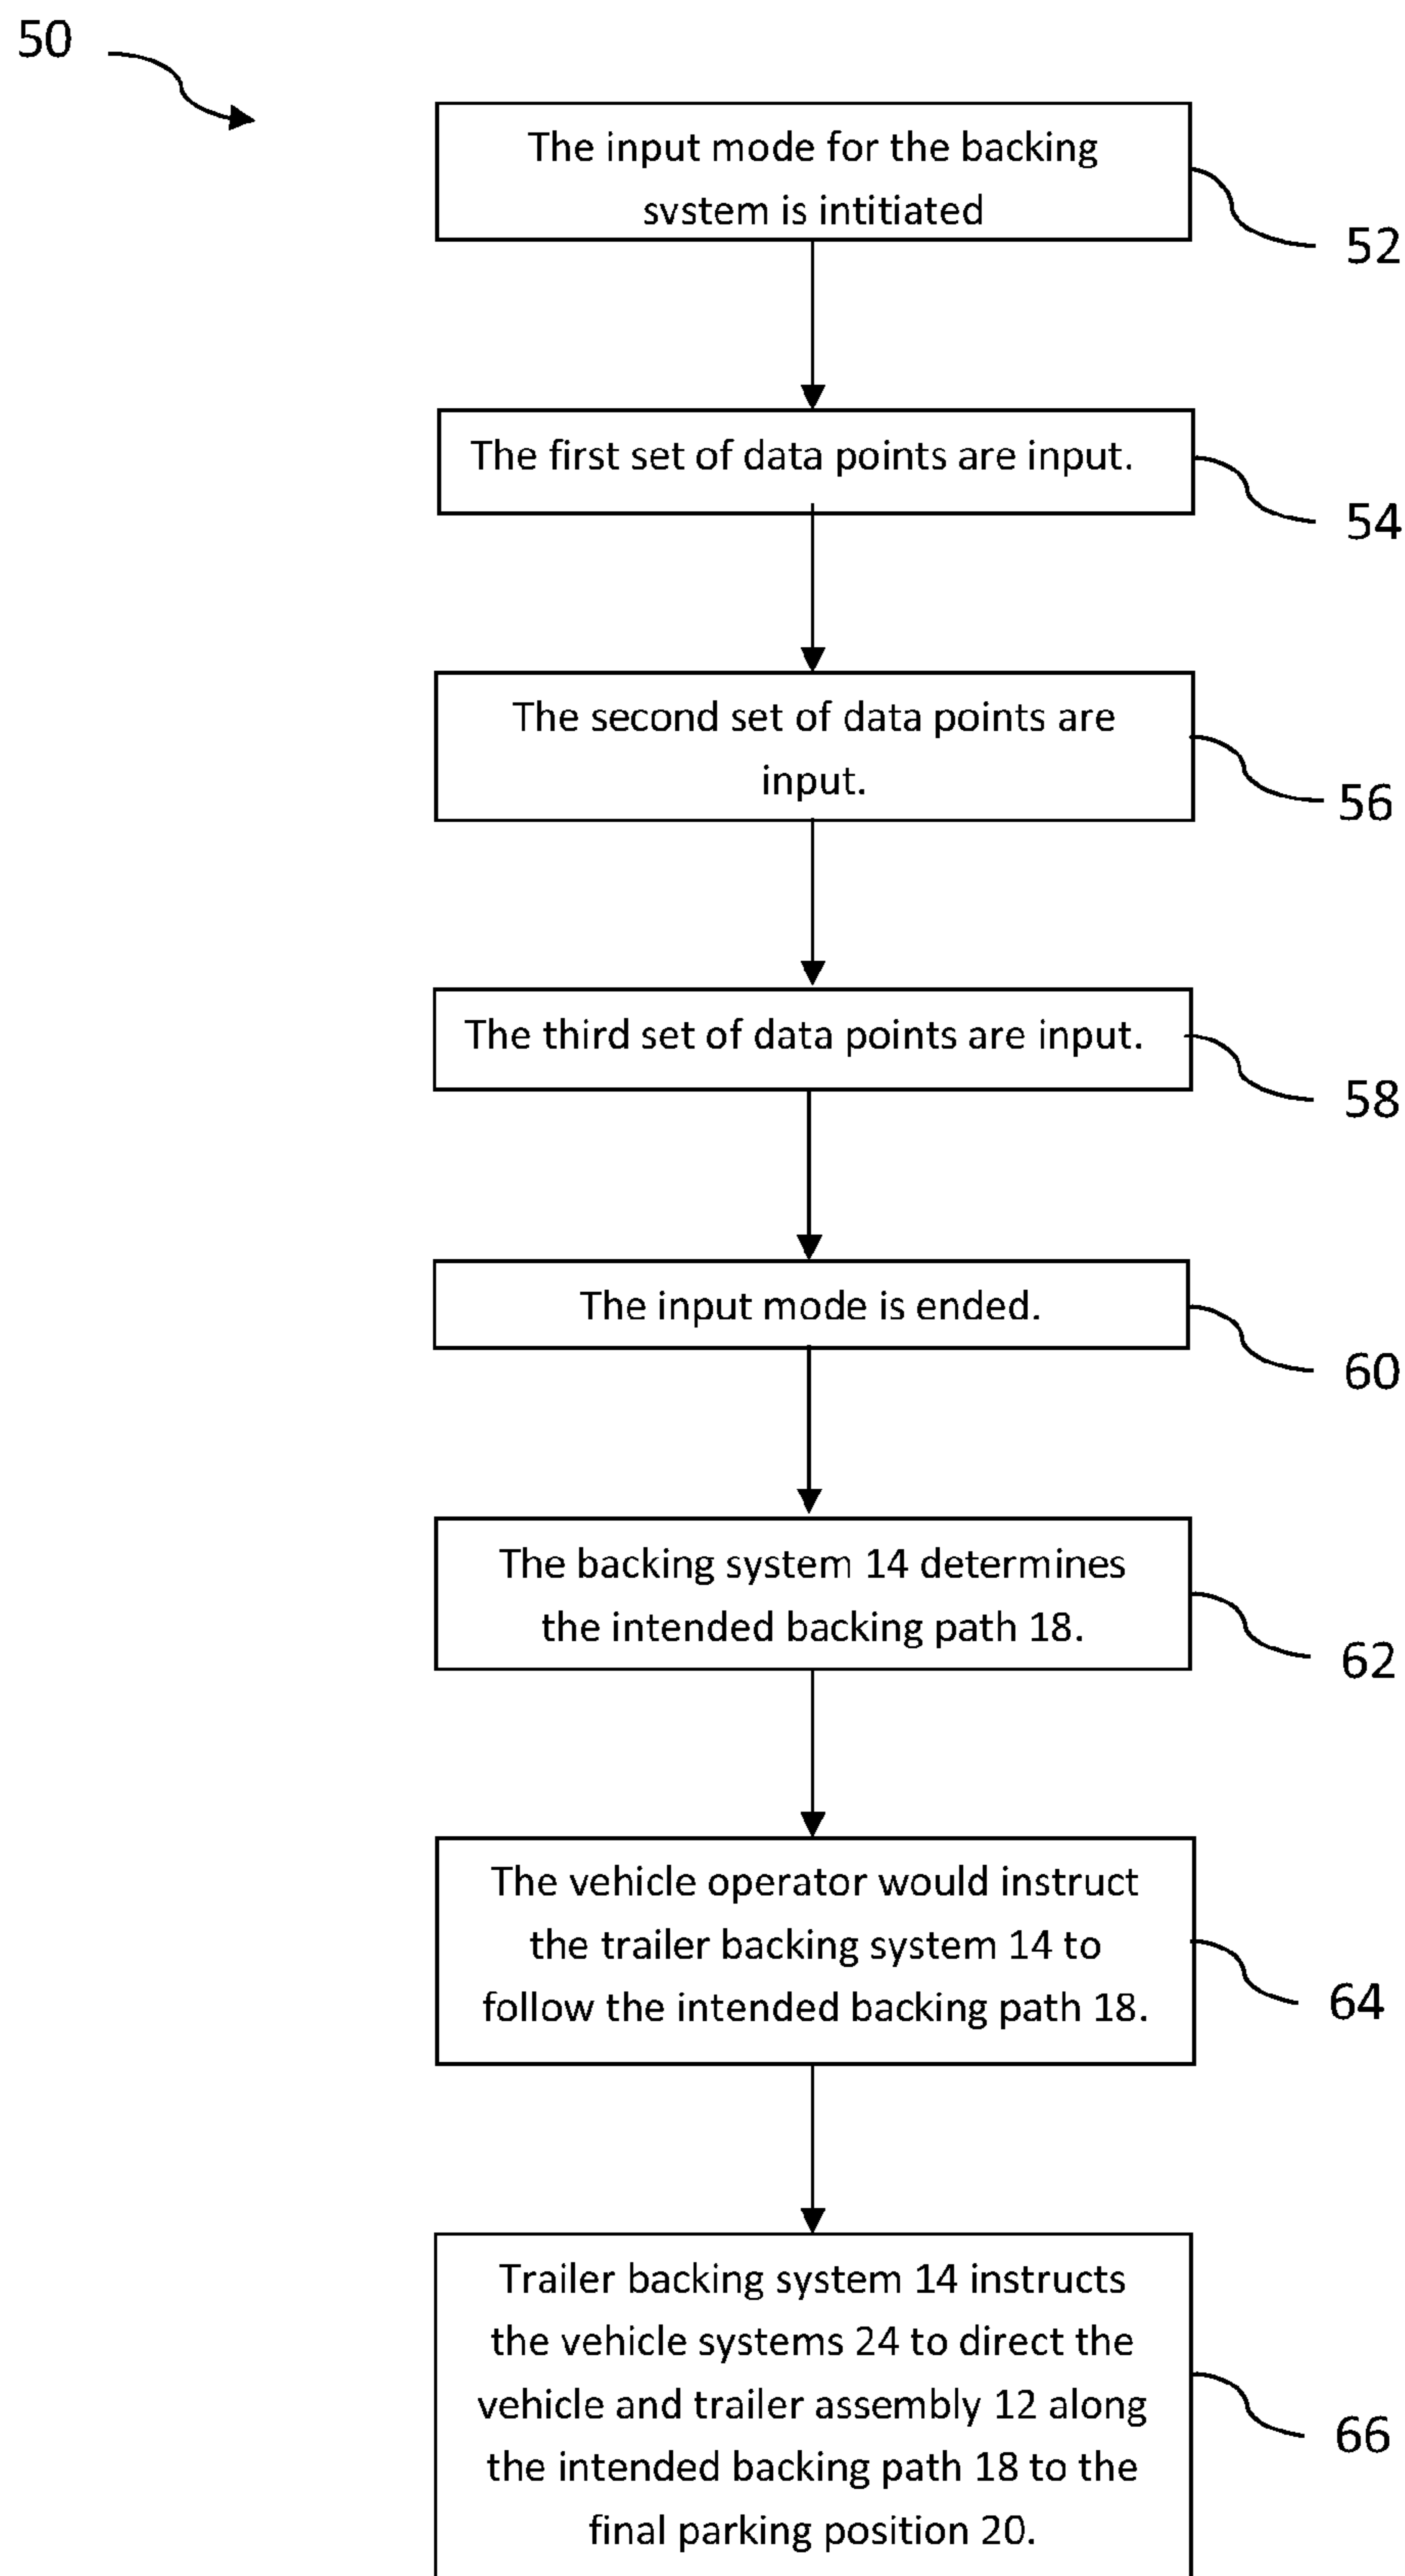 50
The input mode for the backing
system is intitiated
52
The first set of data points are input.
54
The second set of data points are
input.
56
The third set of data points are input.
58
The input mode is ended.
60
The backing system 14 determines
the intended backing path 18.
62
The vehicle operator would instruct
the trailer backing system 14 to
follow the intended backing path 18.
64
Trailer backing system 14 instructs
the vehicle systems 24 to direct the
vehicle and trailer assembly 12 along
the intended backing path 18 to the
final parking position 20.
66